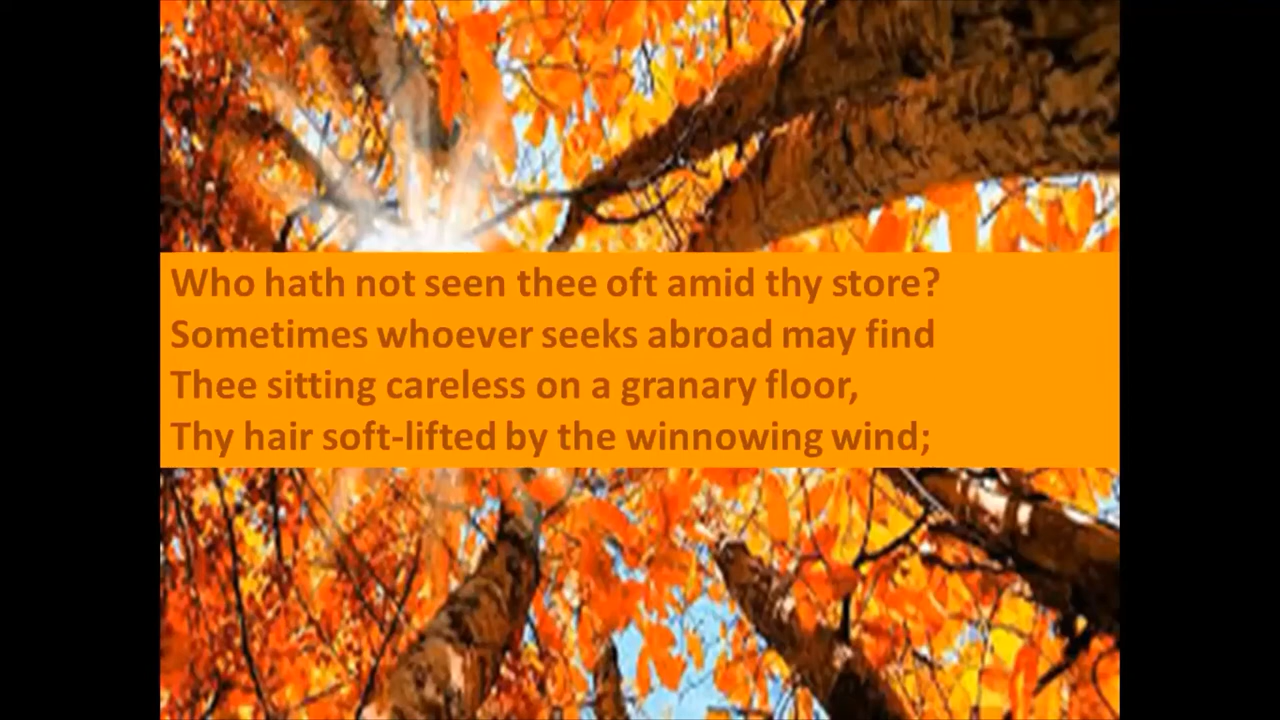 Who hath not seen thee oft amid thy store?
Sometimes whoever seeks abroad may find
Thee sitting careless on a granary floor,
Thy hair soft-lifted by the winnowing wind;